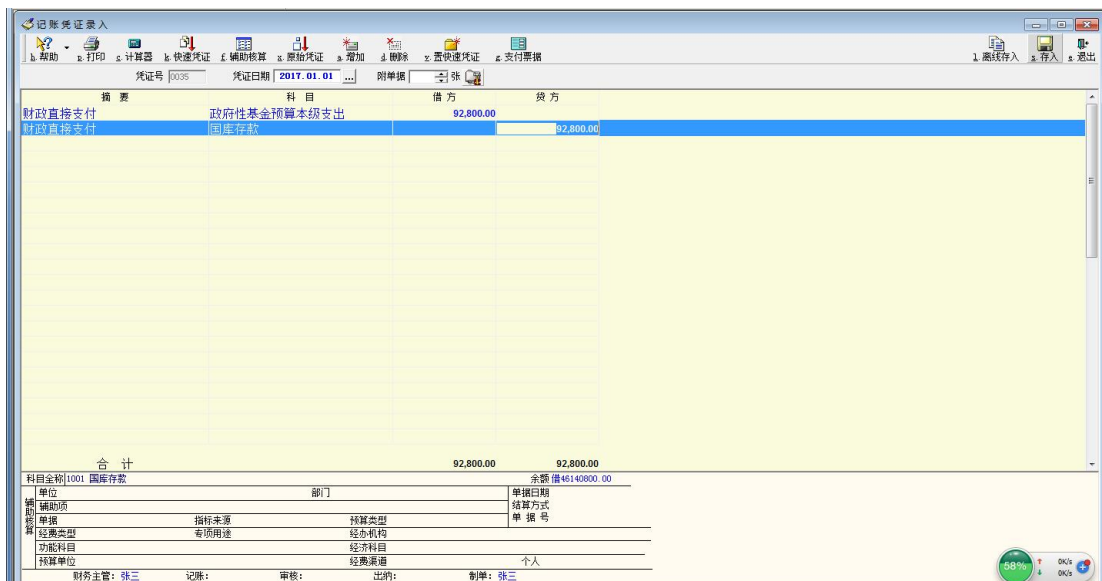 记账凭证录入
h.帮助 p.打印 c.计算器 k.快速凭证 f.辅助核算 z.原始凭证 a.增加 d.删除 z.置快速凭证 g.支付票据 l.离线存入 s.存入 e.退出
凭证号 0035 凭证日期 2017.01.01 ... 附单据 张
摘 要 科 目 借 方 贷 方
财政直接支付 政府性基金预算本级支出 92,800.00
财政直接支付 国库存款 92,800.00
合 计 92,800.00 92,800.00
科目全称 1001 国库存款 余额 借46140800.00
辅助核算
单位 部门 单据日期
辅助项 结算方式
单据 指标来源 预算类型 单 据 号
经费类型 专项用途 经办机构
功能科目 经济科目
预算单位 经费渠道 个人
财务主管: 张三 记账: 审核: 出纳: 制单: 张三
58% 0K/s
0K/s